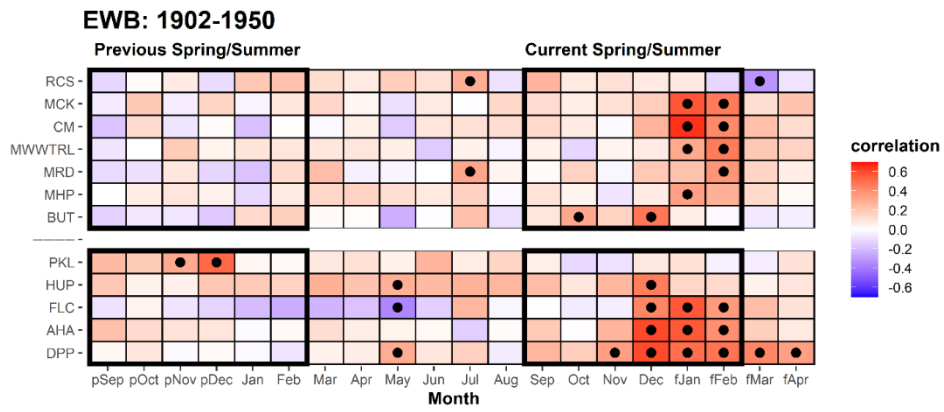 EWB: 1902-1950
Previous Spring/Summer
Current Spring/Summer
RCS
MCK
CM
MWWTRL
MRD
MHP
BUT
————
PKL
HUP
FLC
AHA
DPP
pSep pOct pNov pDec Jan Feb Mar Apr May Jun Jul Aug Sep Oct Nov Dec fJan fFeb fMar fApr
Month
correlation
0.6
0.4
0.2
0.0
-0.2
-0.4
-0.6